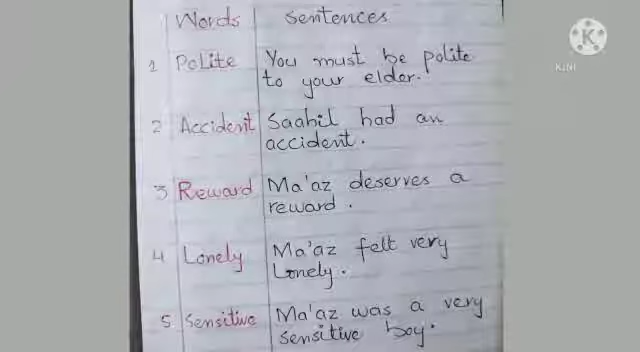 Words Sentences
1 Polite You must be polite
to your elder.
2 Accident Saahil had an
accident.
3 Reward Ma'az deserves a
reward.
4 Lonely Ma'az felt very
Lonely.
5 Sensitive Ma'az was a very
sensitive boy.
K
KINE